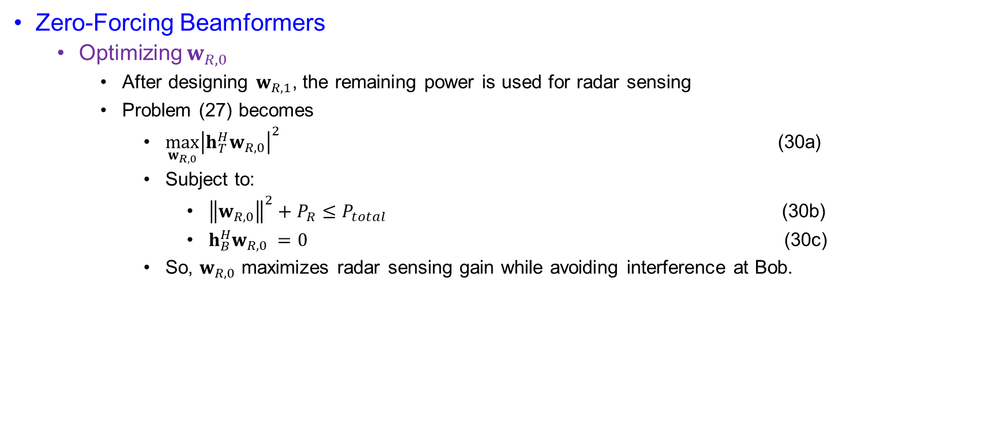 • Zero-Forcing Beamformers
• Optimizing $\mathbf{w}_{R,0}$
• After designing $\mathbf{w}_{R,1}$, the remaining power is used for radar sensing
• Problem (27) becomes
• $\max_{\mathbf{w}_{R,0}} \left|\mathbf{h}_T^H \mathbf{w}_{R,0}\right|^2$ (30a)
• Subject to:
• $\left\|\mathbf{w}_{R,0}\right\|^2 + P_R \leq P_{total}$ (30b)
• $\mathbf{h}_B^H \mathbf{w}_{R,0} = 0$ (30c)
• So, $\mathbf{w}_{R,0}$ maximizes radar sensing gain while avoiding interference at Bob.